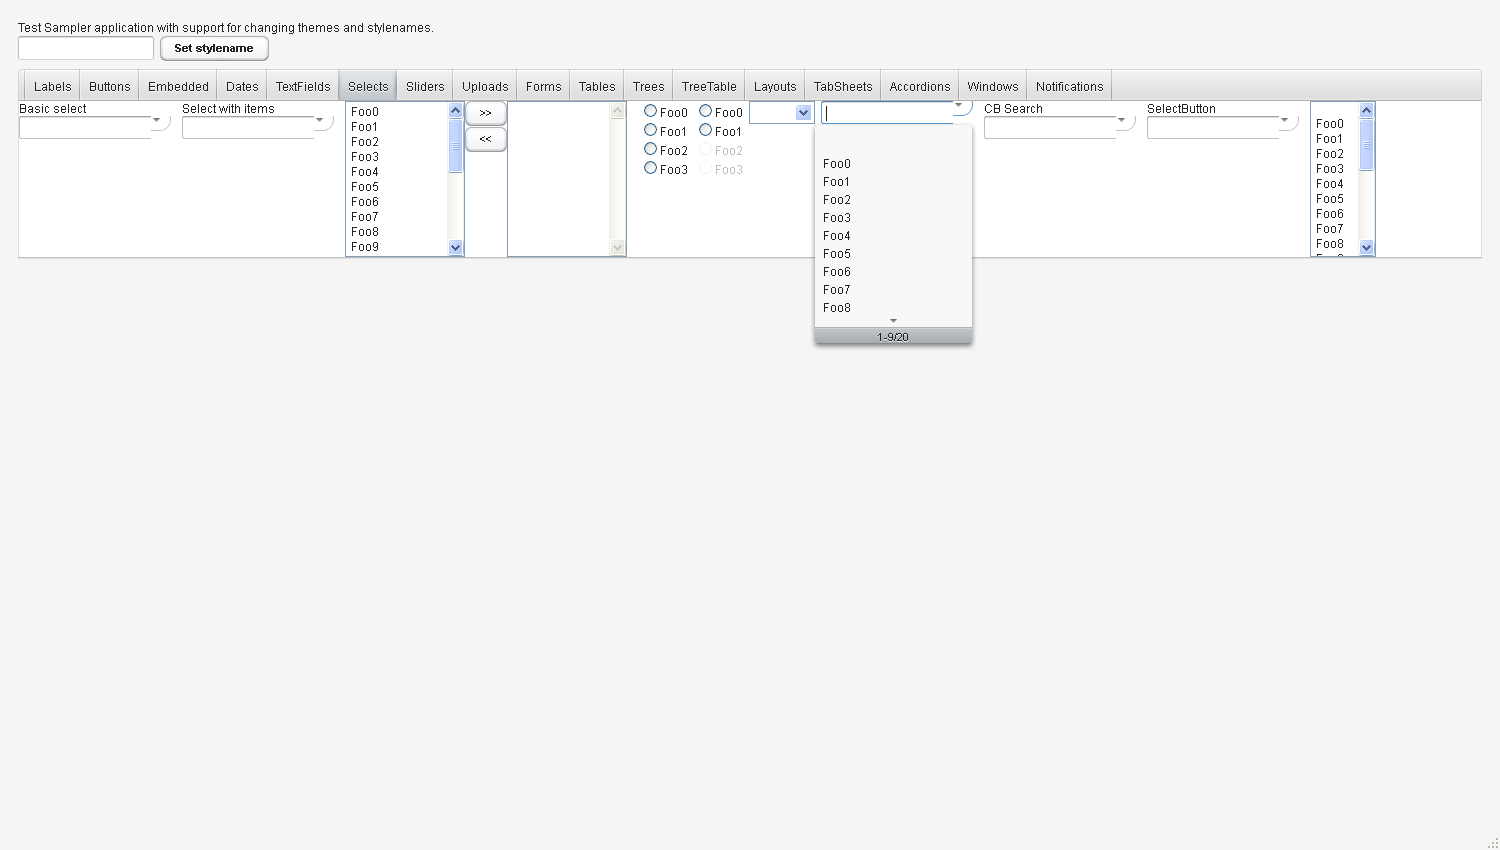 Test Sampler application with support for changing themes and stylenames.
Set stylename
Labels Buttons Embedded Dates TextFields Selects Sliders Uploads Forms Tables Trees TreeTable Layouts TabSheets Accordions Windows Notifications
Basic select
Select with items
Foo0
Foo1
Foo2
Foo3
Foo4
Foo5
Foo6
Foo7
Foo8
Foo9
>>
<<
Foo0
Foo1
Foo2
Foo3
Foo0
Foo1
Foo2
Foo3
Foo0
Foo1
Foo2
Foo3
Foo4
Foo5
Foo6
Foo7
Foo8
1-9/20
CB Search
SelectButton
Foo0
Foo1
Foo2
Foo3
Foo4
Foo5
Foo6
Foo7
Foo8